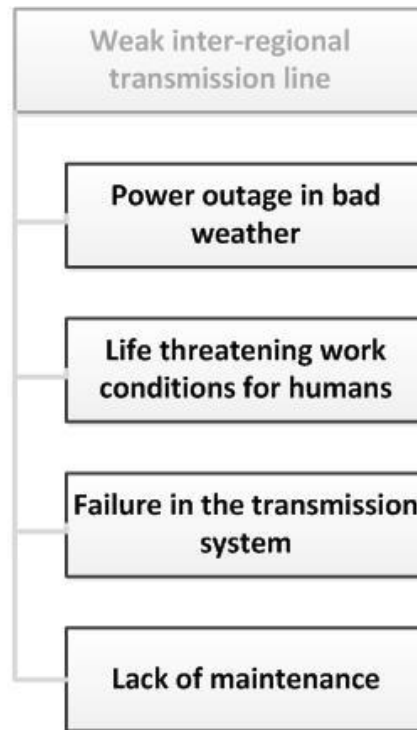 Weak inter-regional
transmission line
Power outage in bad
weather
Life threatening work
conditions for humans
Failure in the transmission
system
Lack of maintenance